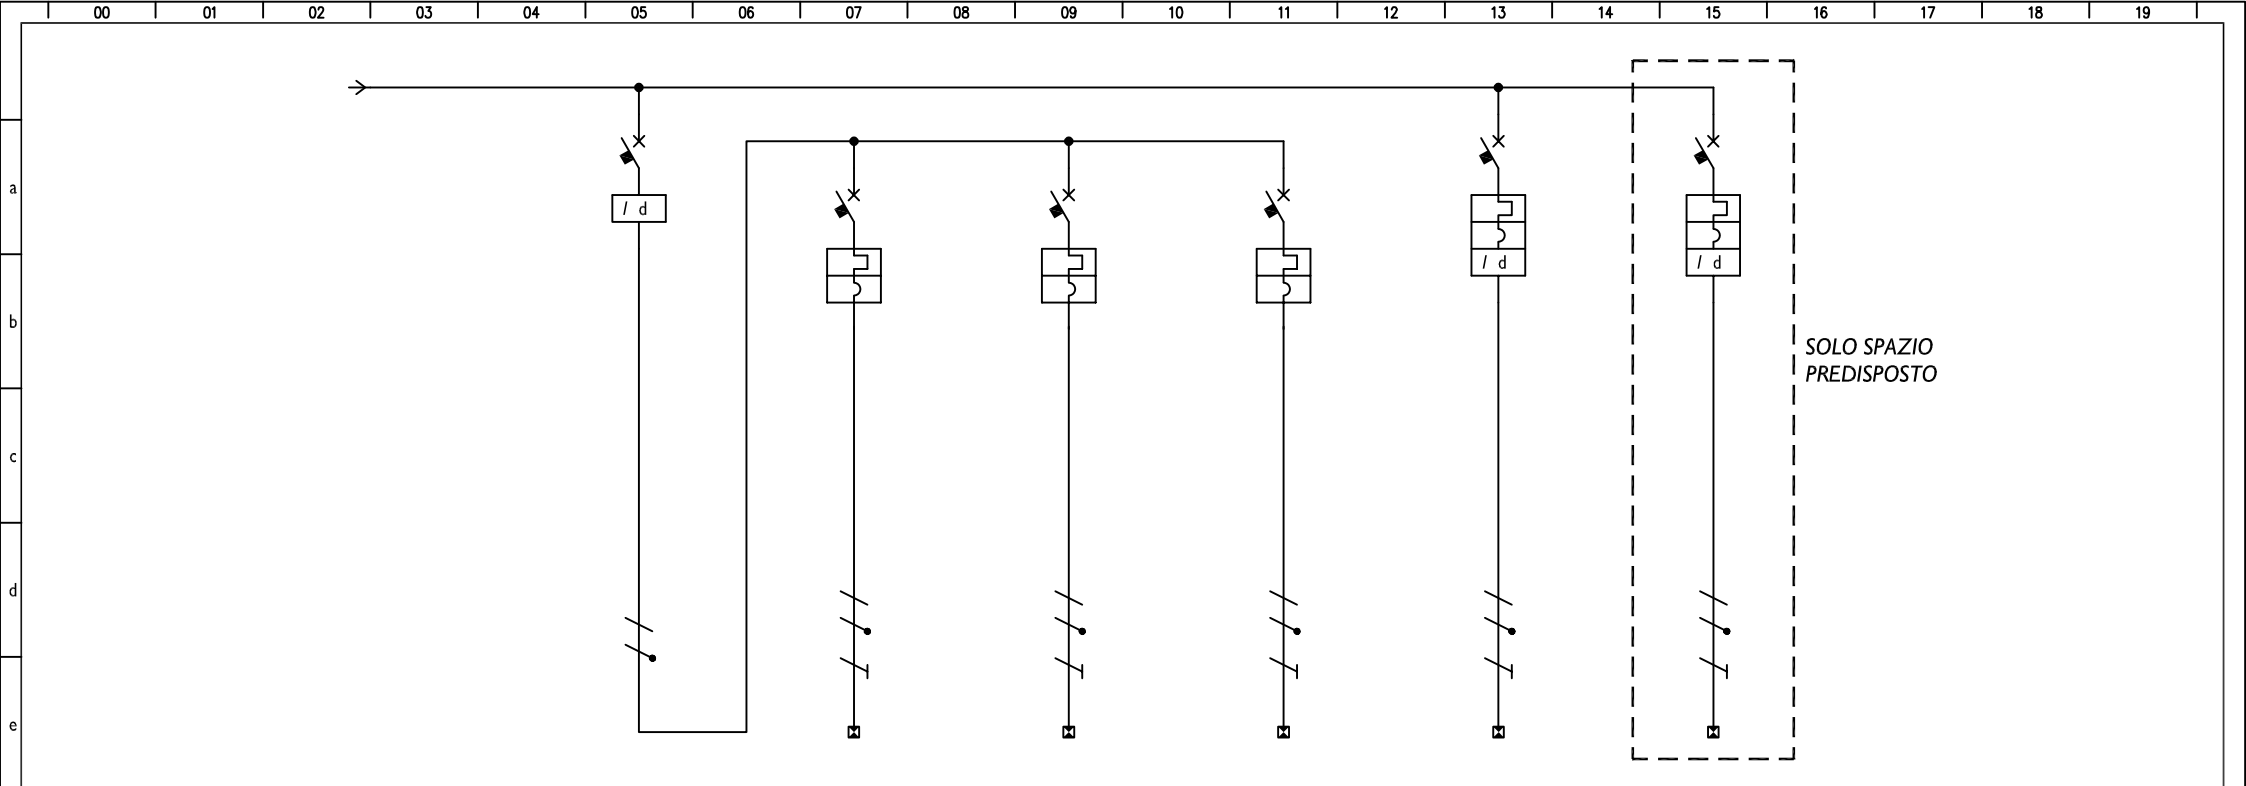 00 01 02 03 04 05 06 07 08 09 10 11 12 13 14 15 16 17 18 19
a
I d
I d I d
b
SOLO SPAZIO
PREDISPOSTO
c
d
e